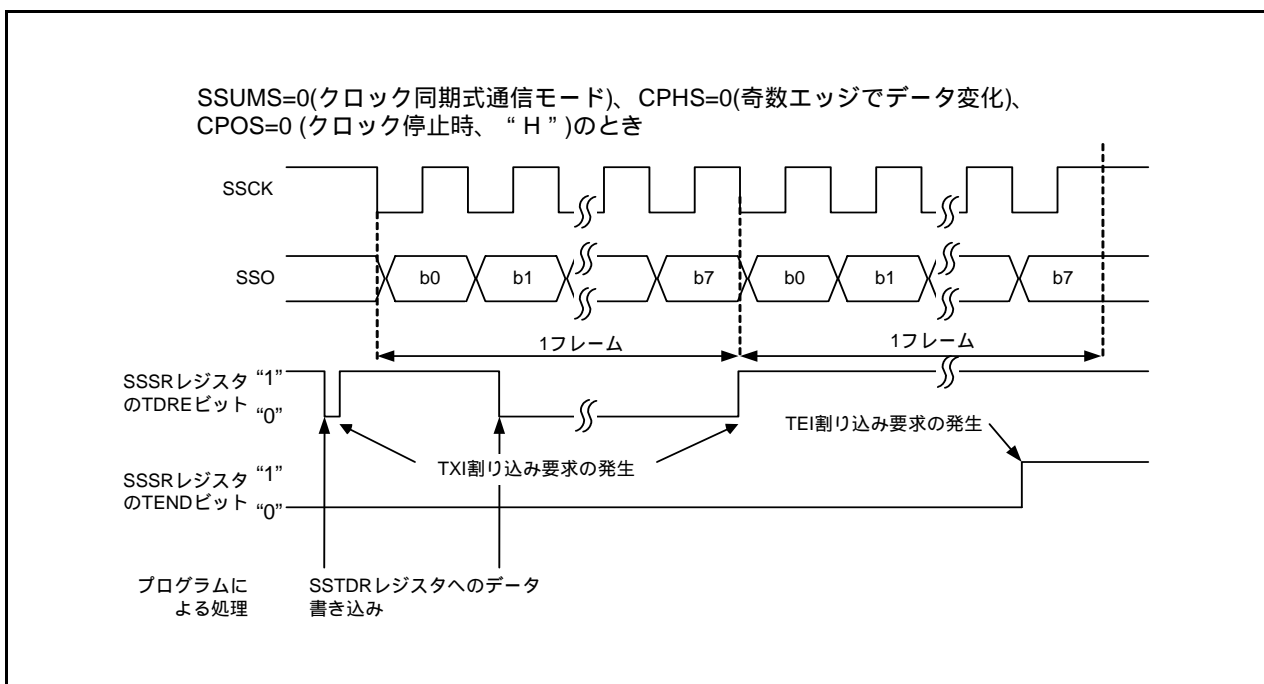 SSUMS=0(クロック同期式通信モード)、CPHS=0(奇数エッジでデータ変化)、
CPOS=0 (クロック停止時、“ H ” )のとき
SSCK
SSO
b0
b1
b7
b0
b1
b7
1フレーム
1フレーム
SSSRレジスタ “1”
のTDREビット “0”
TEI割り込み要求の発生
TXI割り込み要求の発生
SSSRレジスタ “1”
のTENDビット “0”
プログラムに
よる処理
SSTDRレジスタへのデータ
書き込み